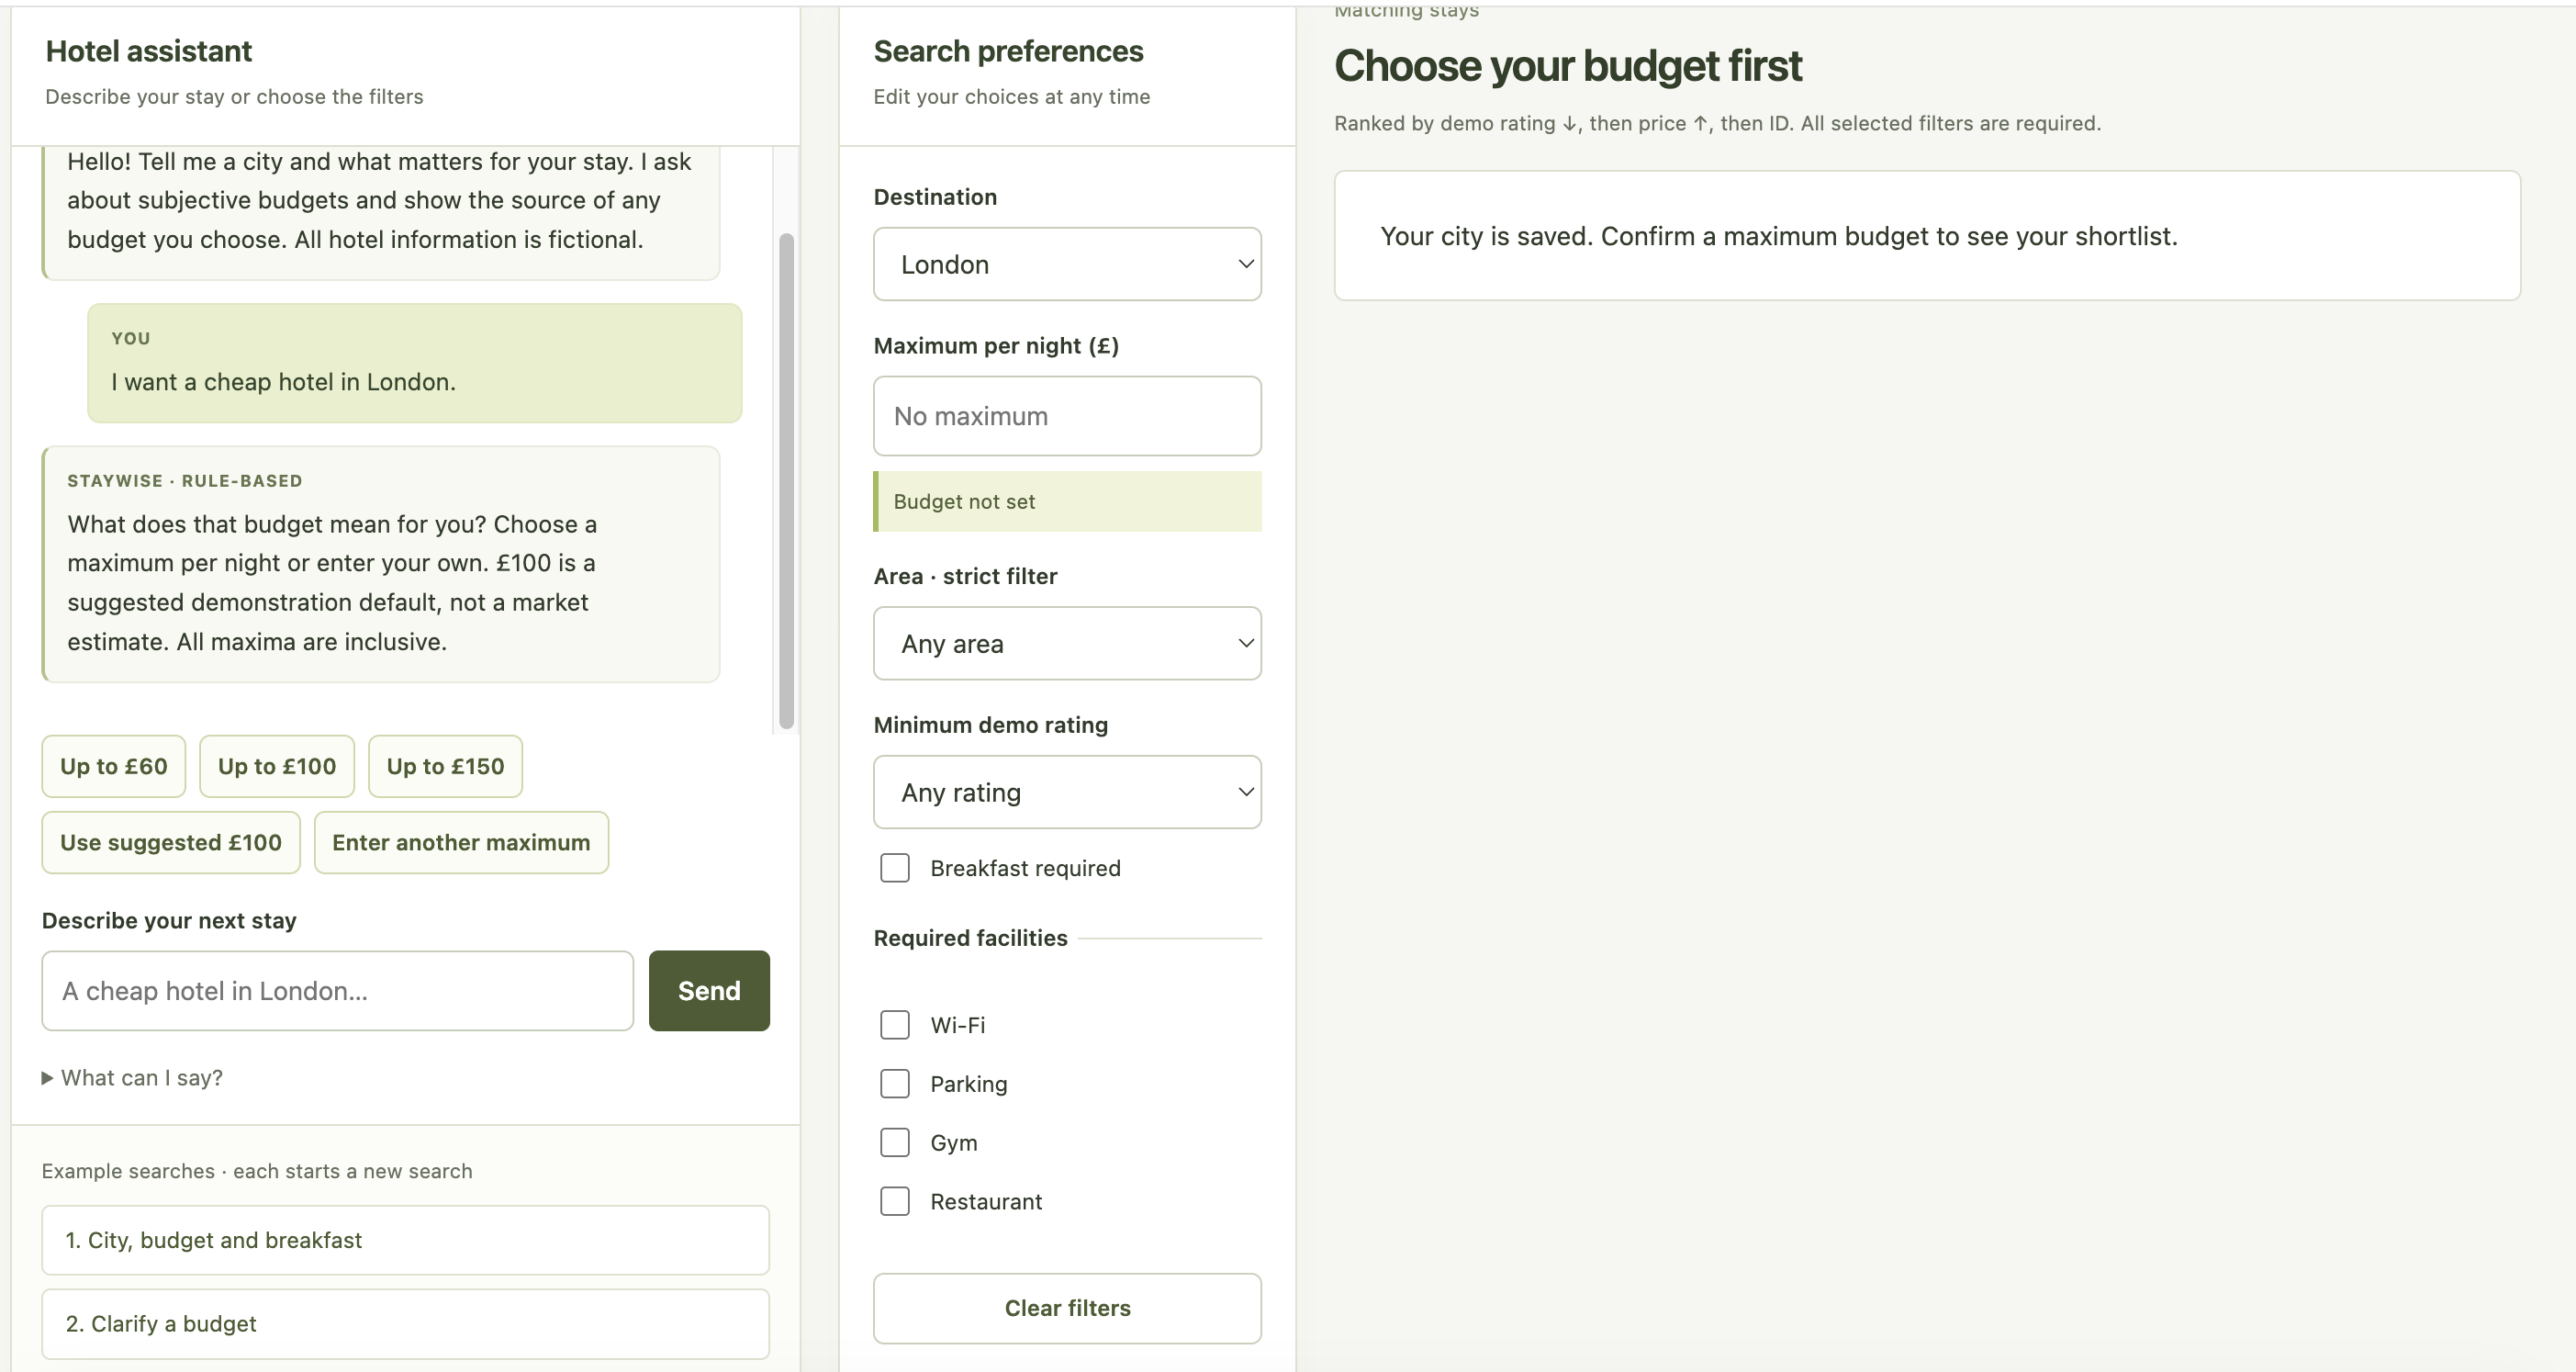 Hotel assistant
Describe your stay or choose the filters
Hello! Tell me a city and what matters for your stay. I ask
about subjective budgets and show the source of any
budget you choose. All hotel information is fictional.
YOU
I want a cheap hotel in London.
STAYWISE · RULE-BASED
What does that budget mean for you? Choose a
maximum per night or enter your own. £100 is a
suggested demonstration default, not a market
estimate. All maxima are inclusive.
Up to £60
Up to £100
Up to £150
Use suggested £100
Enter another maximum
Describe your next stay
A cheap hotel in London...
Send
▶ What can I say?
Example searches · each starts a new search
1. City, budget and breakfast
2. Clarify a budget
Search preferences
Edit your choices at any time
Destination
London
Maximum per night (£)
No maximum
Budget not set
Area · strict filter
Any area
Minimum demo rating
Any rating
Breakfast required
Required facilities
Wi-Fi
Parking
Gym
Restaurant
Clear filters
Matching stays
Choose your budget first
Ranked by demo rating ↓, then price ↑, then ID. All selected filters are required.
Your city is saved. Confirm a maximum budget to see your shortlist.